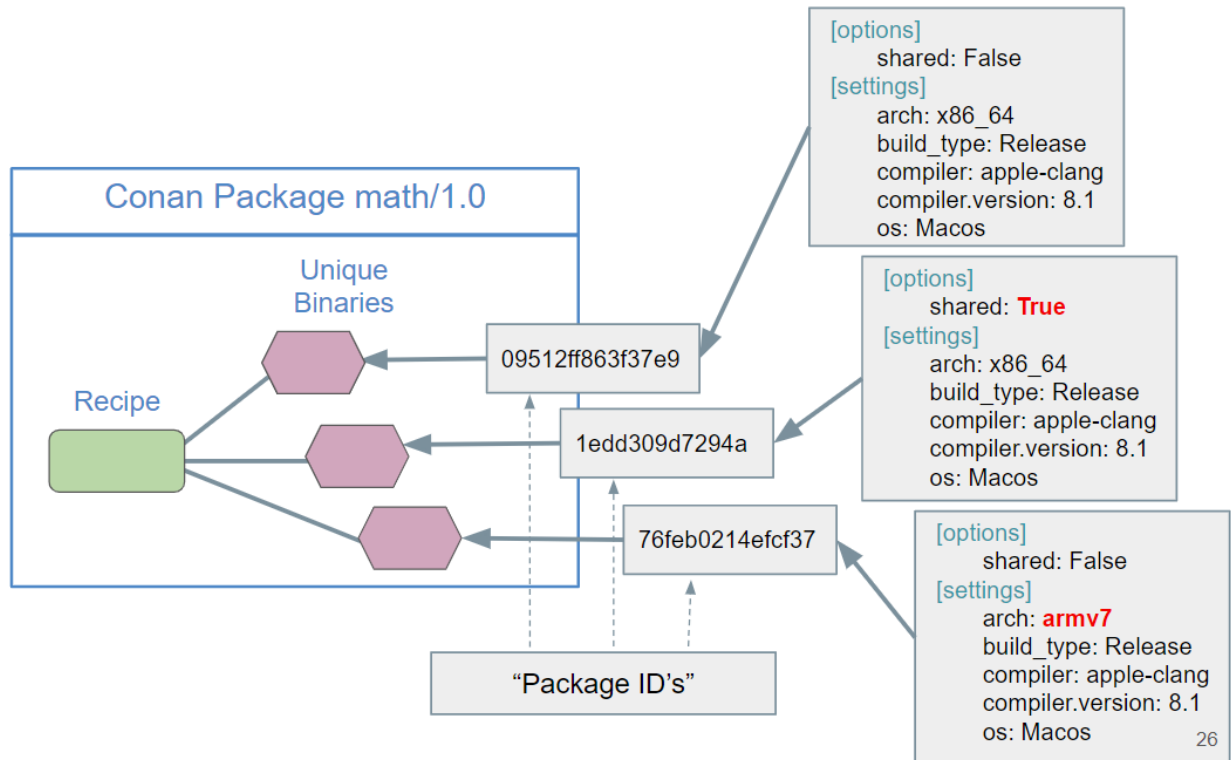 [options]
shared: False
[settings]
arch: x86_64
build_type: Release
compiler: apple-clang
compiler.version: 8.1
os: Macos
Conan Package math/1.0
Unique
Binaries
Recipe
09512ff863f37e9
1edd309d7294a
76feb0214efcf37
“Package ID’s”
[options]
shared: True
[settings]
arch: x86_64
build_type: Release
compiler: apple-clang
compiler.version: 8.1
os: Macos
[options]
shared: False
[settings]
arch: armv7
build_type: Release
compiler: apple-clang
compiler.version: 8.1
os: Macos
26